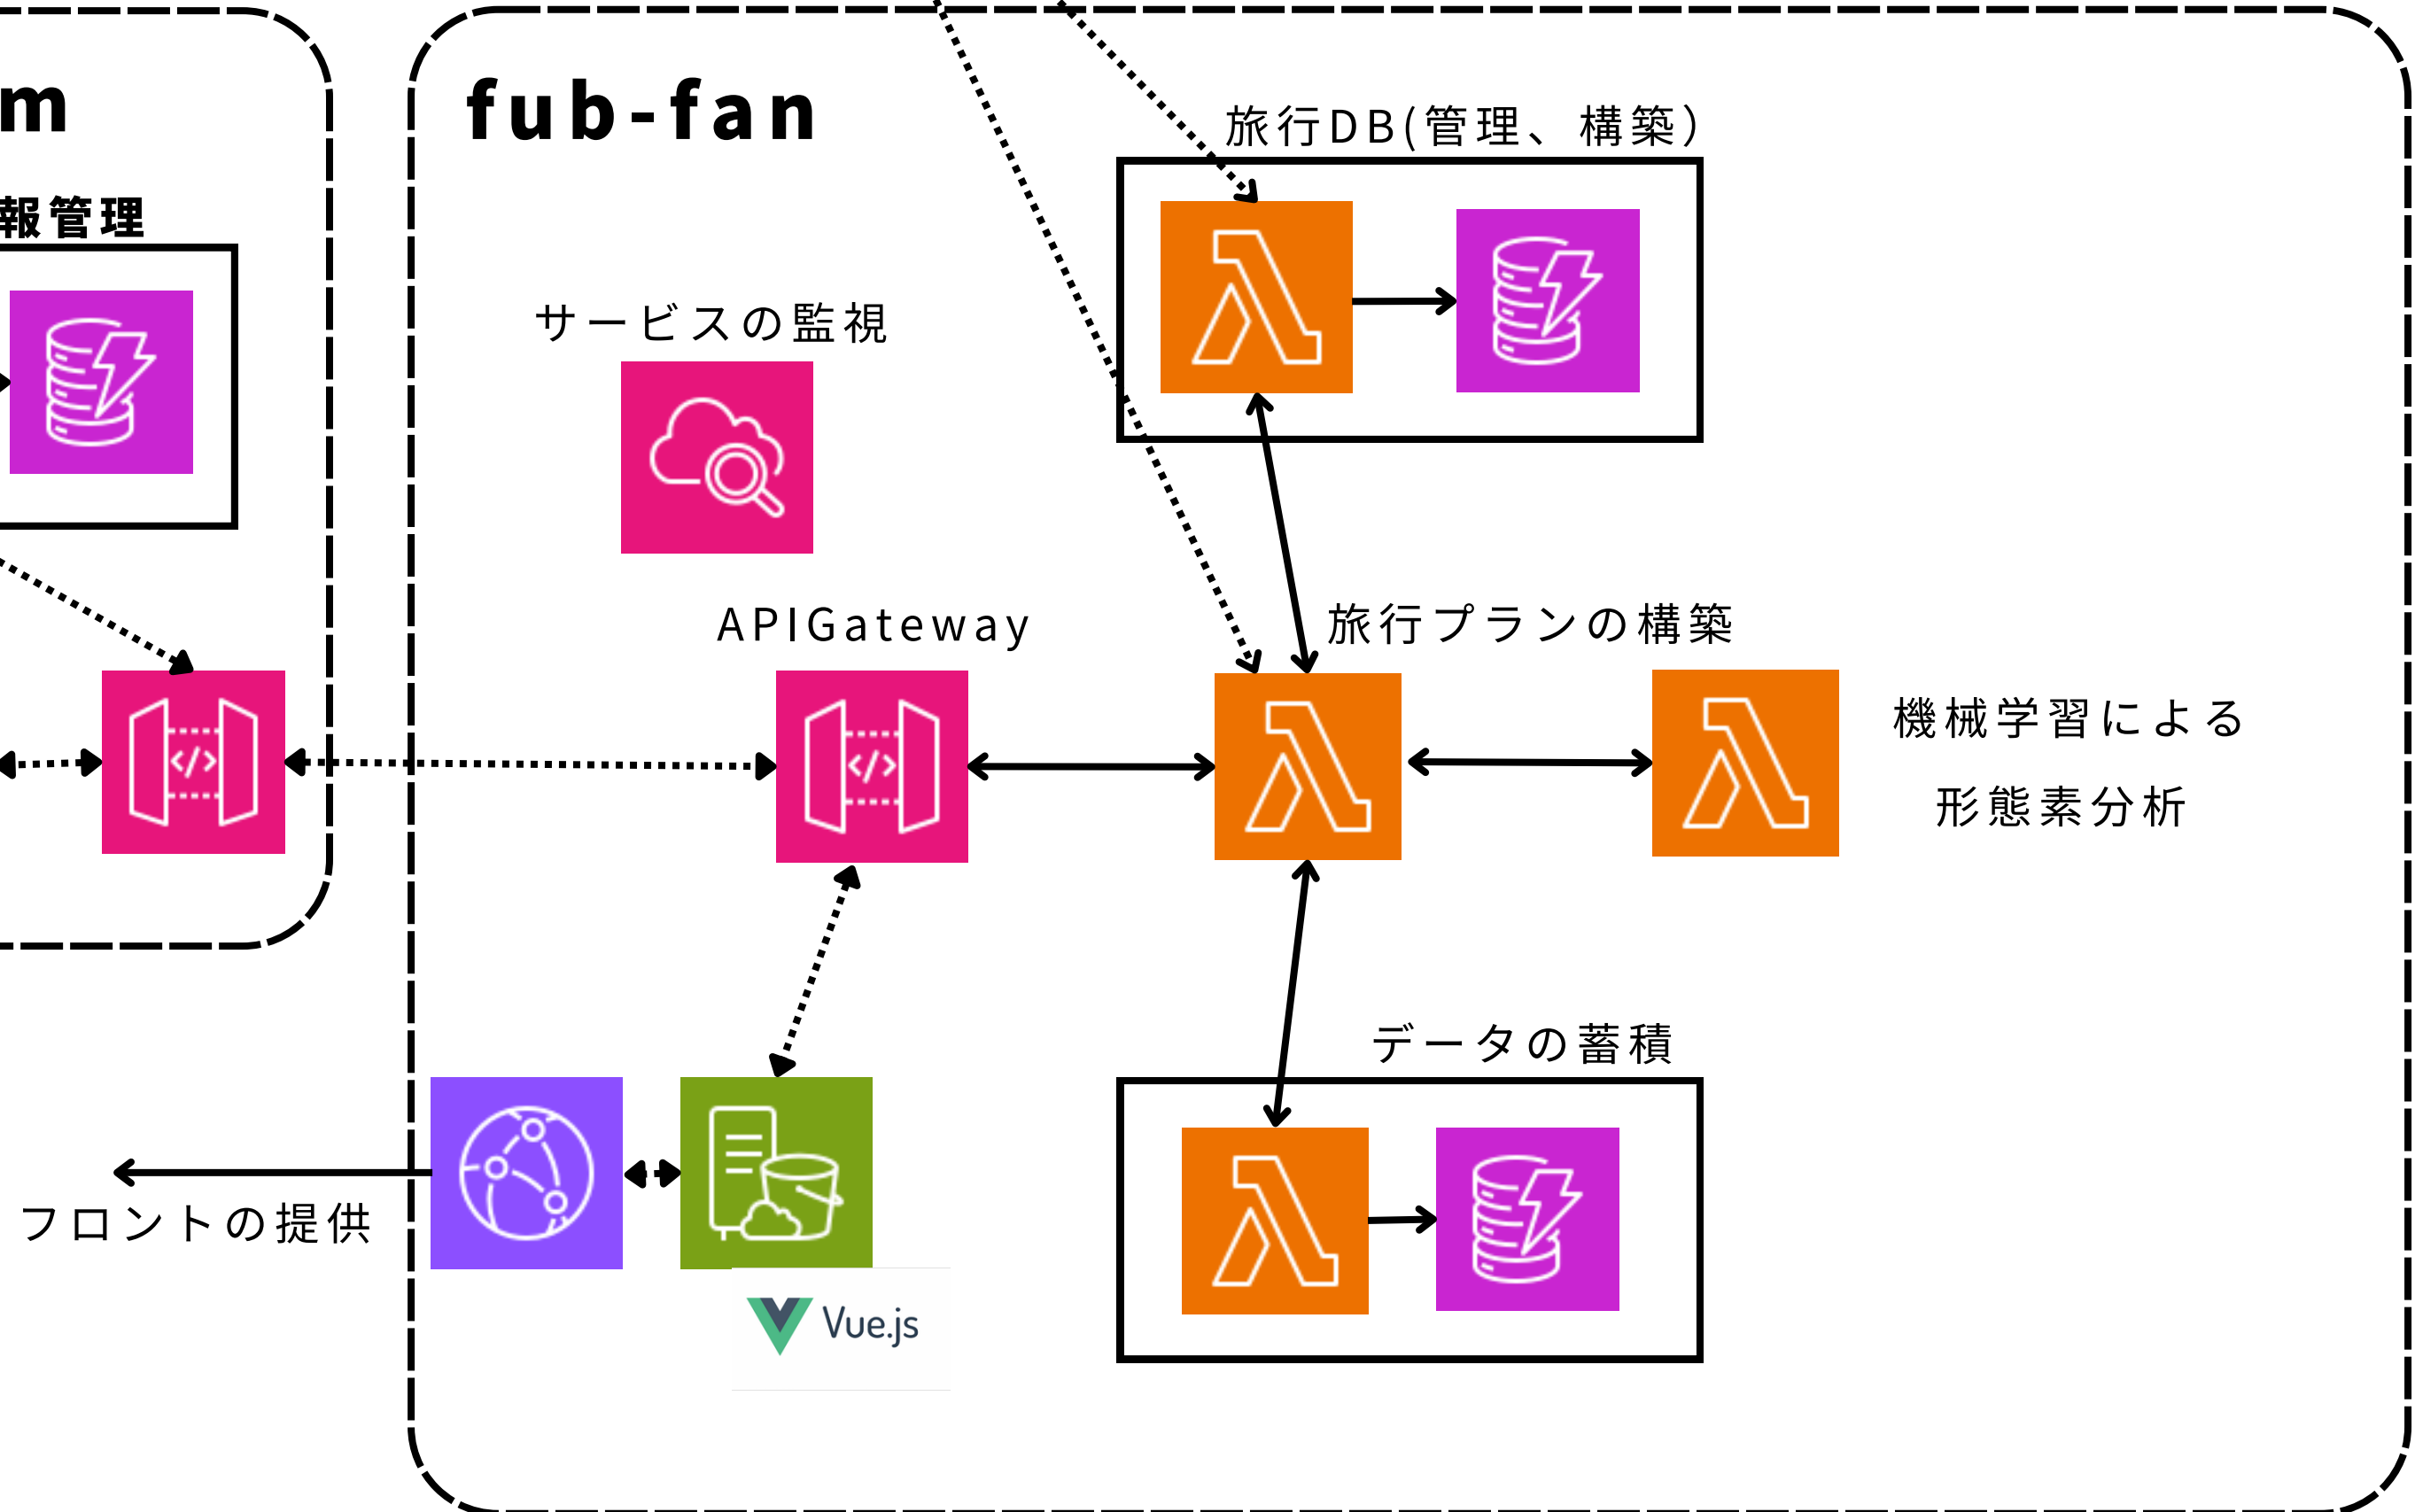 m
報管理
fub-fan
旅行DB(管理、構築）
サービスの監視
APIGateway
旅行プランの構築
機械学習による
形態素分析
データの蓄積
フロントの提供
Vue.js